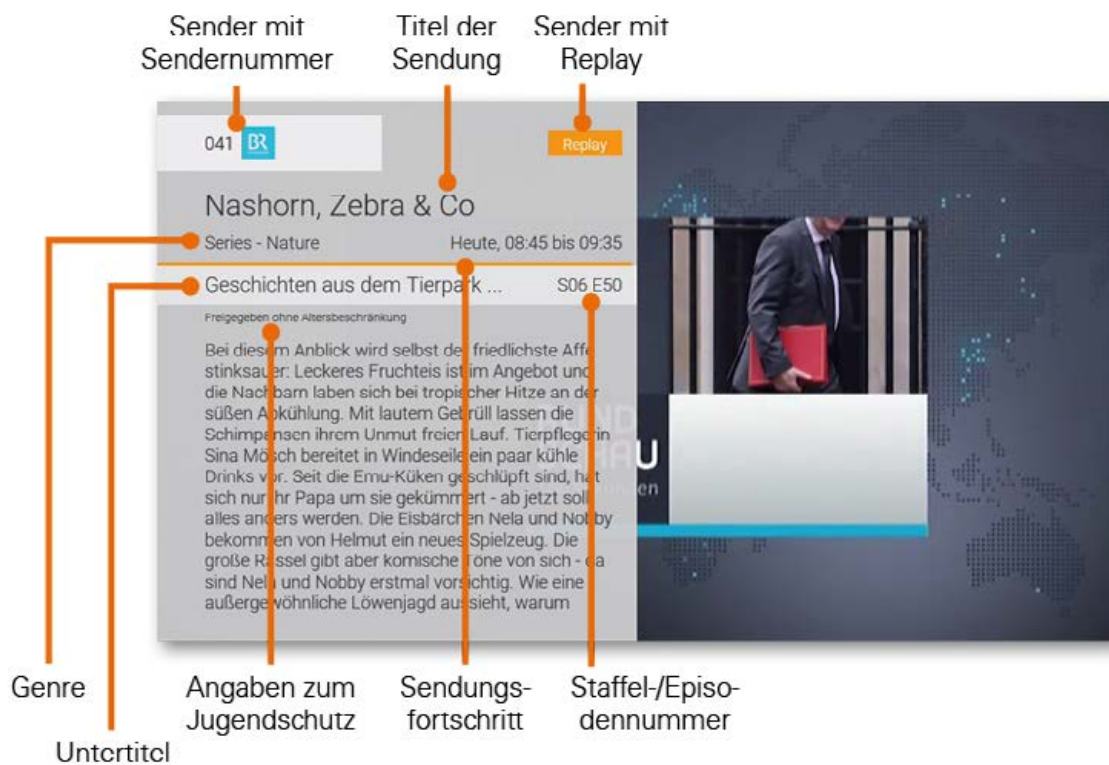 Sender mit
Sendernummer
Titel der
Sendung
Sender mit
Replay
041 BR
Replay
Nashorn, Zebra & Co
Series - Nature
Heute, 08:45 bis 09:35
Geschichten aus dem Tierpark ...
S06 E50
Freigegeben ohne Altersbeschränkung
Bei diesem Anblick wird selbst der friedlichste Affe
stinksauer: Leckeres Fruchteis ist im Angebot und
die Nachbarn laben sich bei tropischer Hitze an der
süßen Abkühlung. Mit lautem Gebrüll lassen die
Schimpansen ihrem Unmut freien Lauf. Tierpflegerin
Sina Mösch bereitet in Windeseile ein paar kühle
Drinks vor. Seit die Emu-Küken geschlüpft sind, hat
sich nur ihr Papa um sie gekümmert - ab jetzt soll
alles anders werden. Die Eisbärchen Nela und Nobby
bekommen von Helmut ein neues Spielzeug. Die
große Rassel gibt aber komische Töne von sich - da
sind Nela und Nobby erstmal vorsichtig. Wie eine
außergewöhnliche Löwenjagd aussieht, warum
Genre
Angaben zum
Jugendschutz
Sendungs-
fortschritt
Staffel-/Episo-
dennummer
Untertitel